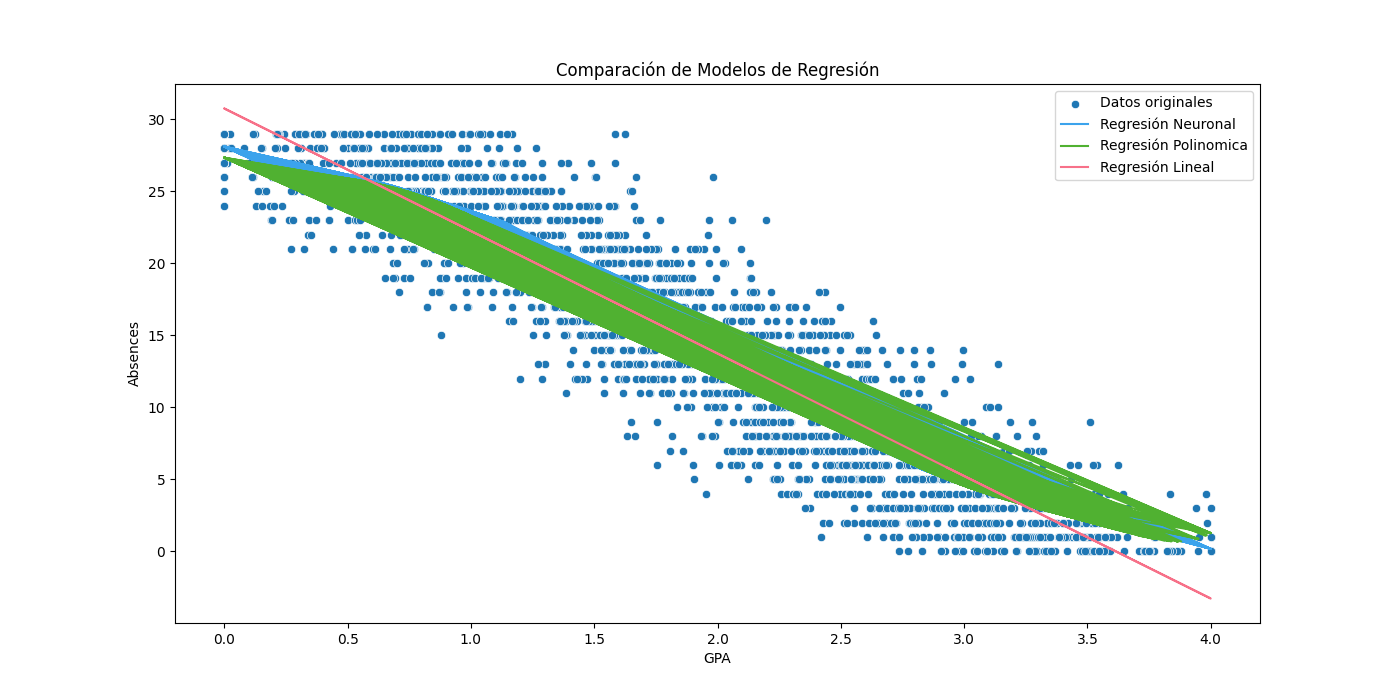 Comparación de Modelos de Regresión
Datos originales
Regresión Neuronal
Regresión Polinomica
Regresión Lineal
Absences
30
25
20
15
10
5
0
0.0 0.5 1.0 1.5 2.0 2.5 3.0 3.5 4.0
GPA